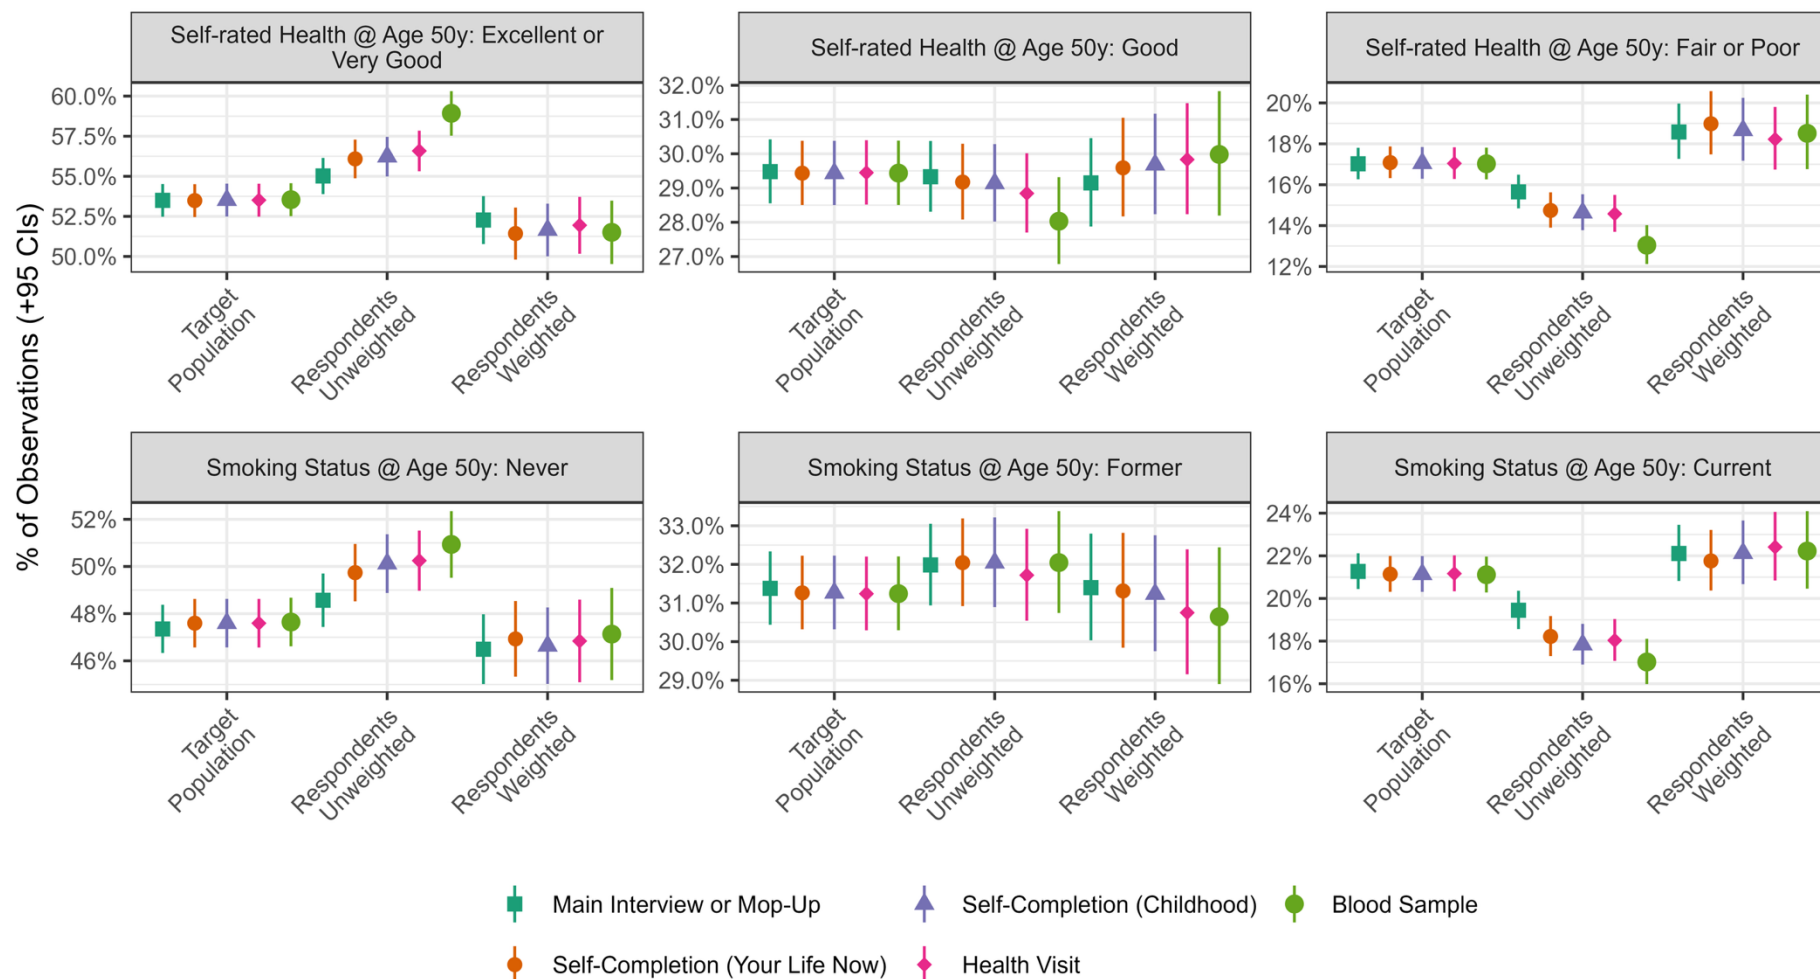 Self-rated Health @ Age 50y: Excellent or
Very Good
Self-rated Health @ Age 50y: Good
Self-rated Health @ Age 50y: Fair or Poor
% of Observations (+95 CIs)
60.0%
57.5%
55.0%
52.5%
50.0%
32.0%
31.0%
30.0%
29.0%
28.0%
27.0%
20%
18%
16%
14%
12%
Target
Population
Respondents
Unweighted
Respondents
Weighted
Target
Population
Respondents
Unweighted
Respondents
Weighted
Target
Population
Respondents
Unweighted
Respondents
Weighted
Smoking Status @ Age 50y: Never
Smoking Status @ Age 50y: Former
Smoking Status @ Age 50y: Current
52%
50%
48%
46%
33.0%
32.0%
31.0%
30.0%
29.0%
24%
22%
20%
18%
16%
Target
Population
Respondents
Unweighted
Respondents
Weighted
Target
Population
Respondents
Unweighted
Respondents
Weighted
Target
Population
Respondents
Unweighted
Respondents
Weighted
Main Interview or Mop-Up
Self-Completion (Childhood)
Blood Sample
Self-Completion (Your Life Now)
Health Visit